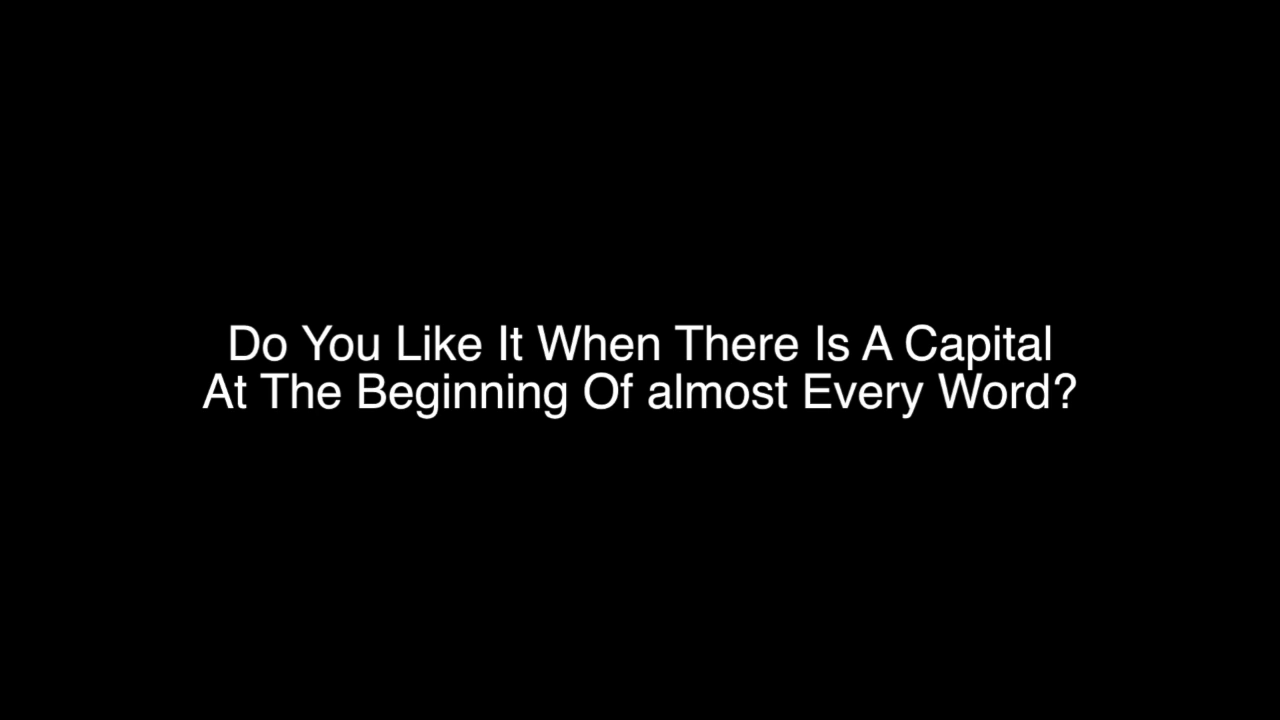 Do You Like It When There Is A Capital
At The Beginning Of almost Every Word?